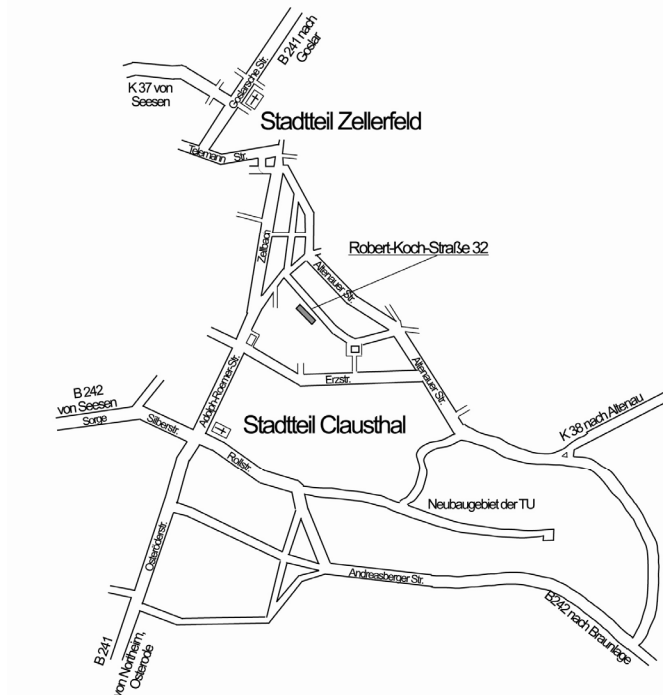 B 241 nach
Goslar
Goslarsche Str.
K 37 von
Seesen
Stadtteil Zellerfeld
Telemann Str.
Zellbach
Robert-Koch-Straße 32
Altenauer Str.
Altenauer Str.
Erzstr.
Adolph-Roemer-Str.
B 242
von Seesen
Sorge
Silberstr.
Stadtteil Clausthal
K 38 nach Altenau
Rollstr.
Neubaugebiet der TU
Osteröderstr.
Andreasberger Str.
B242 nach Braunlage
B 241
von Northeim,
Osterode